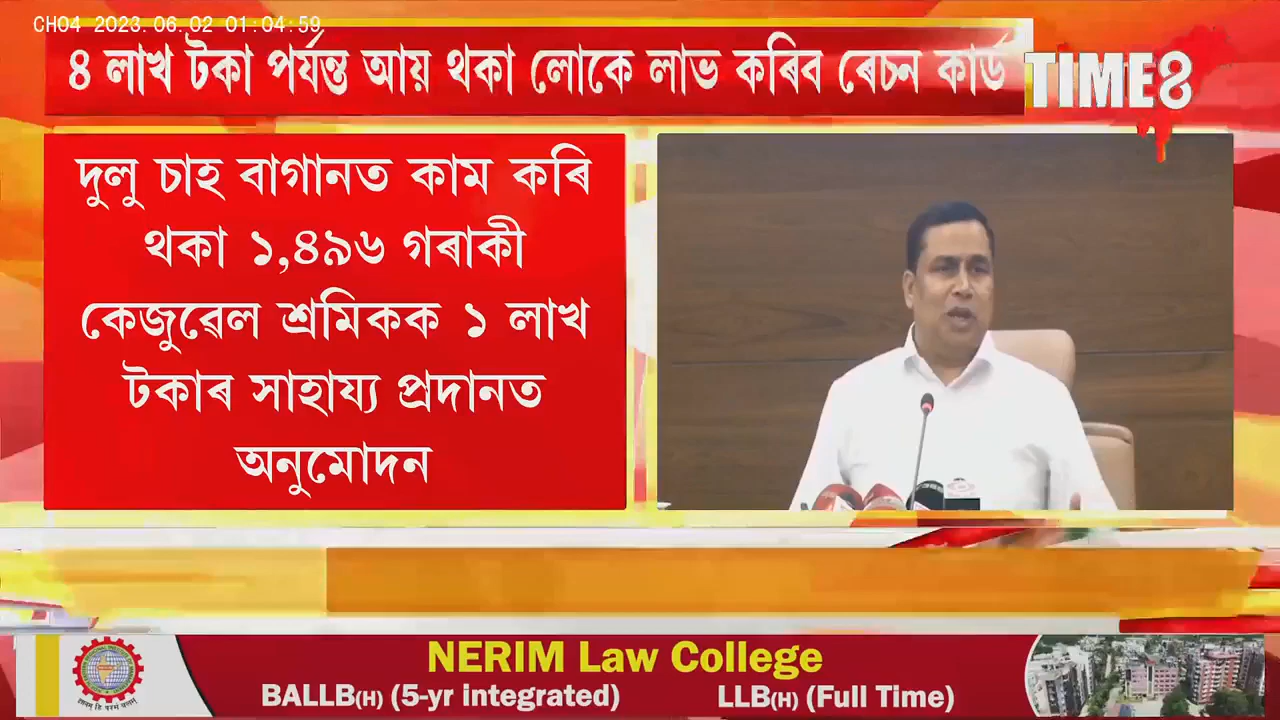 CH04 2023.06.02 01:04:59
৪ লাখ টকা পৰ্যন্ত আয় থকা লোকে লাভ কৰিব ৰেচন কাৰ্ড
TIME8
দুলু চাহ বাগানত কাম কৰি
থকা ১,৪৯৬ গৰাকী
কেজুৱেল শ্ৰমিকক ১ লাখ
টকাৰ সাহায্য প্ৰদানত
অনুমোদন
NERIM Law College
BALLB(H) (5-yr integrated)
LLB(H) (Full Time)